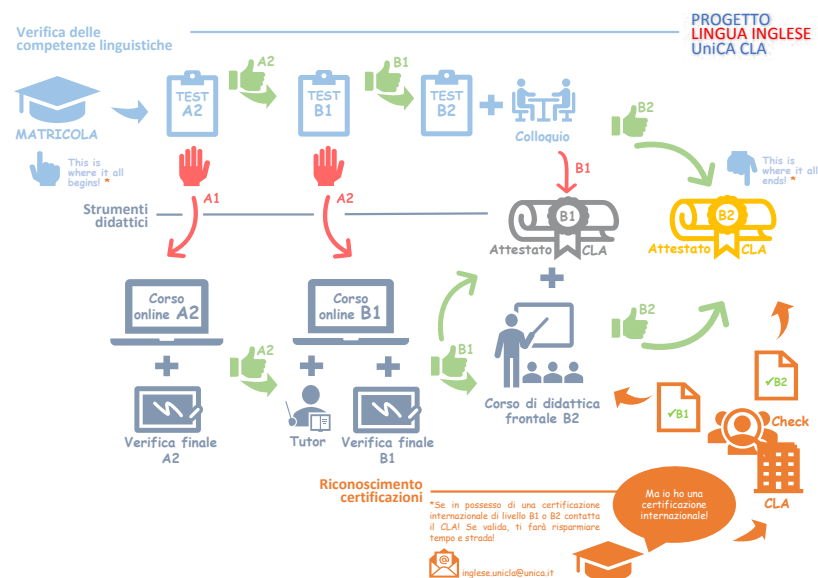 Verifica delle
competenze linguistiche
PROGETTO
LINGUA INGLESE
UniCA CLA
A2
B1
TEST
A2
TEST
B1
TEST
B2
B2
MATRICOLA
Colloquio
This is
where it all
begins! *
This is
where it all
ends! *
A1
A2
B1
Strumenti
didattici
B1
Attestato CLA
B2
Attestato CLA
Corso
online A2
Corso
online B1
B2
A2
B1
✔B2
✔B1
Verifica finale
A2
Tutor
Verifica finale
B1
Corso di didattica
frontale B2
Check
CLA
Riconoscimento
certificazioni
*Se in possesso di una certificazione
internazionale di livello B1 o B2 contatta
il CLA! Se valida, ti farà risparmiare
tempo e strada!
Ma io ho una
certificazione
internazionale!
@
inglese.unicla@unica.it